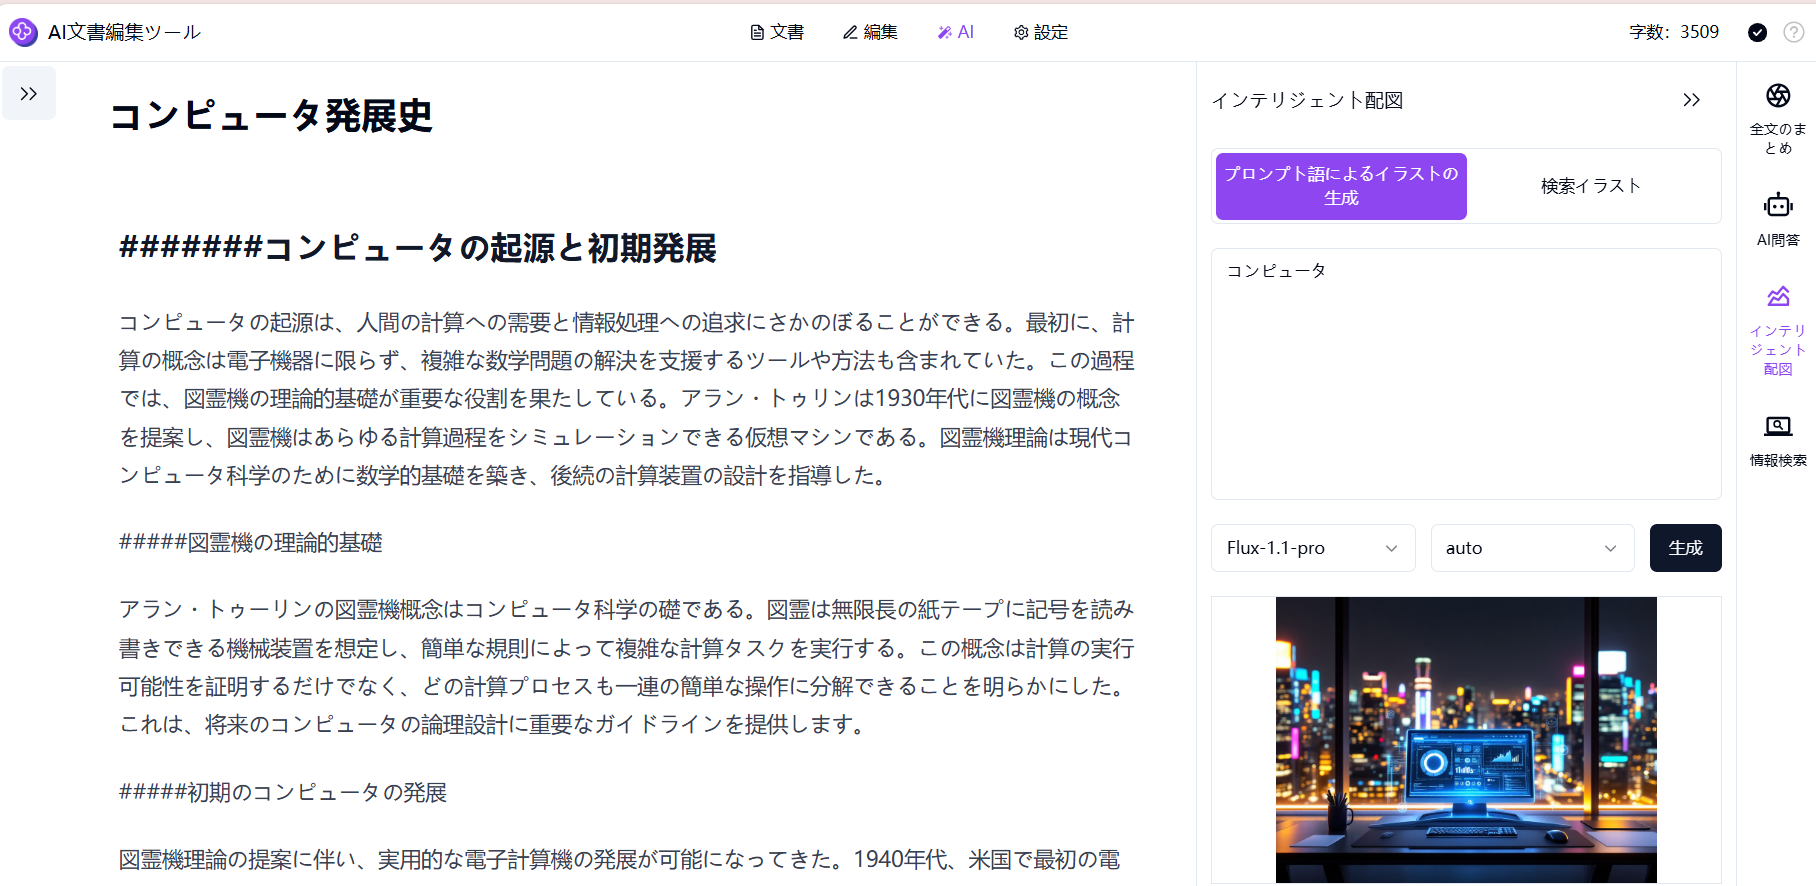 AI文書編集ツール
文書 編集 AI 設定
字数: 3509
コンピュータ発展史
#######コンピュータの起源と初期発展
コンピュータの起源は、人間の計算への需要と情報処理への追求にさかのぼることができる。最初に、計
算の概念は電子機器に限らず、複雑な数学問題の解決を支援するツールや方法も含まれていた。この過程
では、図霊機の理論的基礎が重要な役割を果たしている。アラン・トゥリンは1930年代に図霊機の概念
を提案し、図霊機はあらゆる計算過程をシミュレーションできる仮想マシンである。図霊機理論は現代コ
ンピュータ科学のために数学的基礎を築き、後続の計算装置の設計を指導した。
#####図霊機の理論的基礎
アラン・トゥーリンの図霊機概念はコンピュータ科学の礎である。図霊は無限長の紙テープに記号を読み
書きできる機械装置を想定し、簡単な規則によって複雑な計算タスクを実行する。この概念は計算の実行
可能性を証明するだけでなく、どの計算プロセスも一連の簡単な操作に分解できることを明らかにした。
これは、将来のコンピュータの論理設計に重要なガイドラインを提供します。
#####初期のコンピュータの発展
図霊機理論の提案に伴い、実用的な電子計算機の発展が可能になってきた。1940年代、米国で最初の電
インテリジェント配図
プロンプト語によるイラストの
生成
検索イラスト
コンピュータ
Flux-1.1-pro
auto
生成
全文のま
とめ
AI問答
インテリ
ジェント
配図
情報検索